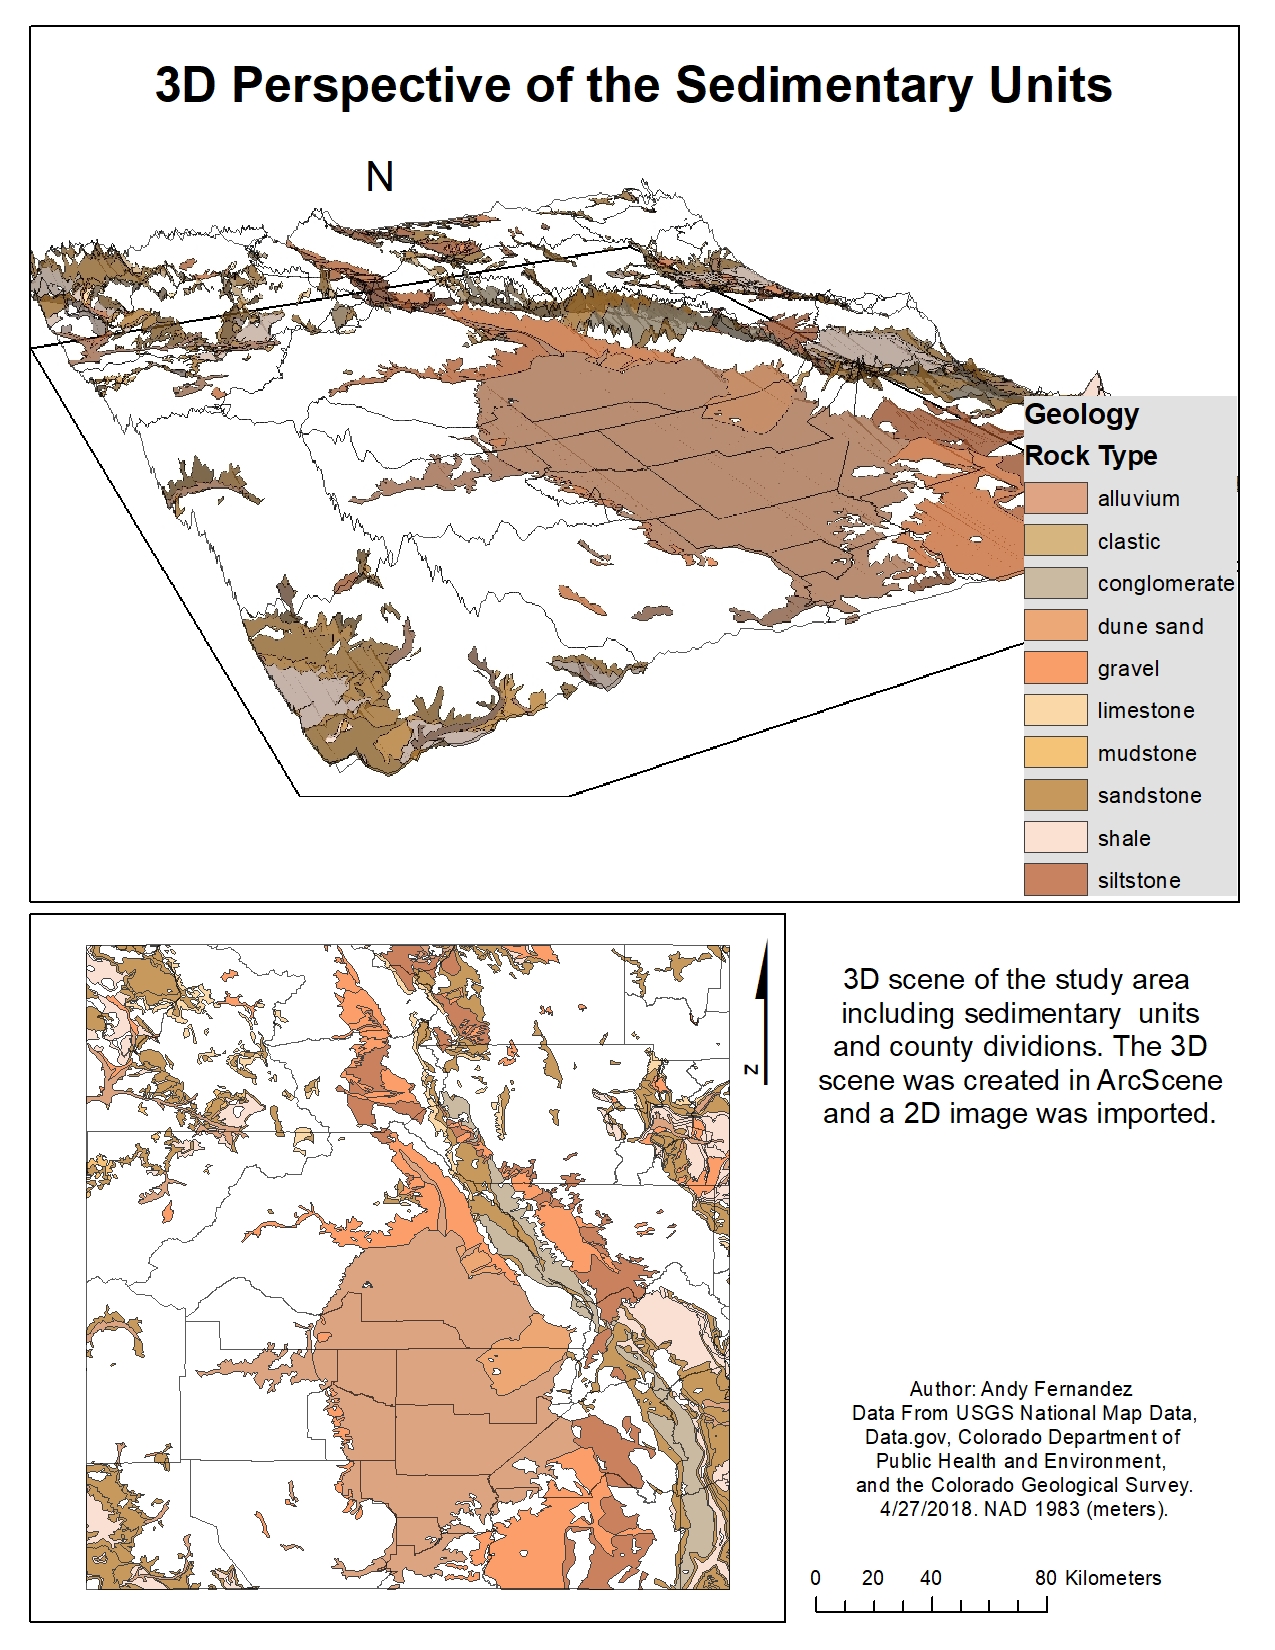 3D Perspective of the Sedimentary Units
N
Geology
Rock Type
alluvium
clastic
conglomerate
dune sand
gravel
limestone
mudstone
sandstone
shale
siltstone
N
3D scene of the study area
including sedimentary units
and county dividions. The 3D
scene was created in ArcScene
and a 2D image was imported.
Author: Andy Fernandez
Data From USGS National Map Data,
Data.gov, Colorado Department of
Public Health and Environment,
and the Colorado Geological Survey.
4/27/2018. NAD 1983 (meters).
0 20 40 80 Kilometers